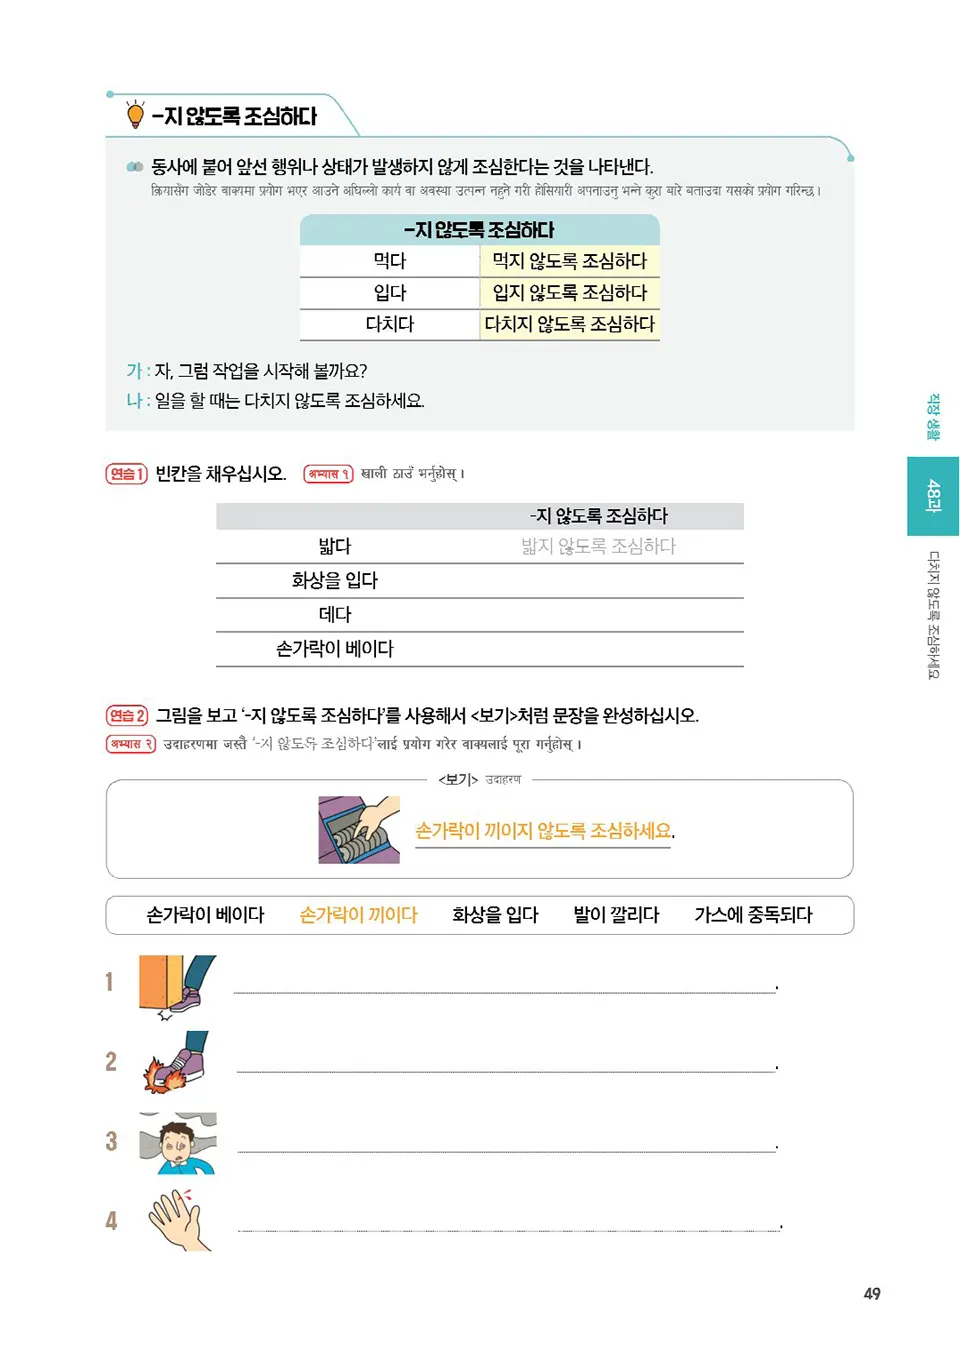 -지 않도록 조심하다
동사에 붙어 앞선 행위나 상태가 발생하지 않게 조심한다는 것을 나타낸다.
क्रियासँग जोडेर वाक्यमा प्रयोग भएर आउने अघिल्लो कार्य वा अवस्था उत्पन्न नहुने गरी होसियारी अपनाउनु भन्ने कुरा बारे बताउदा यसको प्रयोग गरिन्छ ।
-지 않도록 조심하다
먹다 먹지 않도록 조심하다
입다 입지 않도록 조심하다
다치다 다치지 않도록 조심하다
가 : 자, 그럼 작업을 시작해 볼까요?
나 : 일을 할 때는 다치지 않도록 조심하세요.
연습 1 빈칸을 채우십시오. अभ्यास १ खाली ठाउँ भर्नुहोस् ।
-지 않도록 조심하다
밟다 밟지 않도록 조심하다
화상을 입다
데다
손가락이 베이다
연습 2 그림을 보고 ‘-지 않도록 조심하다’를 사용해서 <보기>처럼 문장을 완성하십시오.
अभ्यास २ उदाहरणमा जस्तै ‘-지 않도록 조심하다’लाई प्रयोग गरेर वाक्यलाई पूरा गर्नुहोस् ।
<보기> उदाहरण
손가락이 끼이지 않도록 조심하세요.
손가락이 베이다 손가락이 끼이다 화상을 입다 발이 깔리다 가스에 중독되다
1
2
3
4
직장 생활
48과
다치지 않도록 조심하세요
49